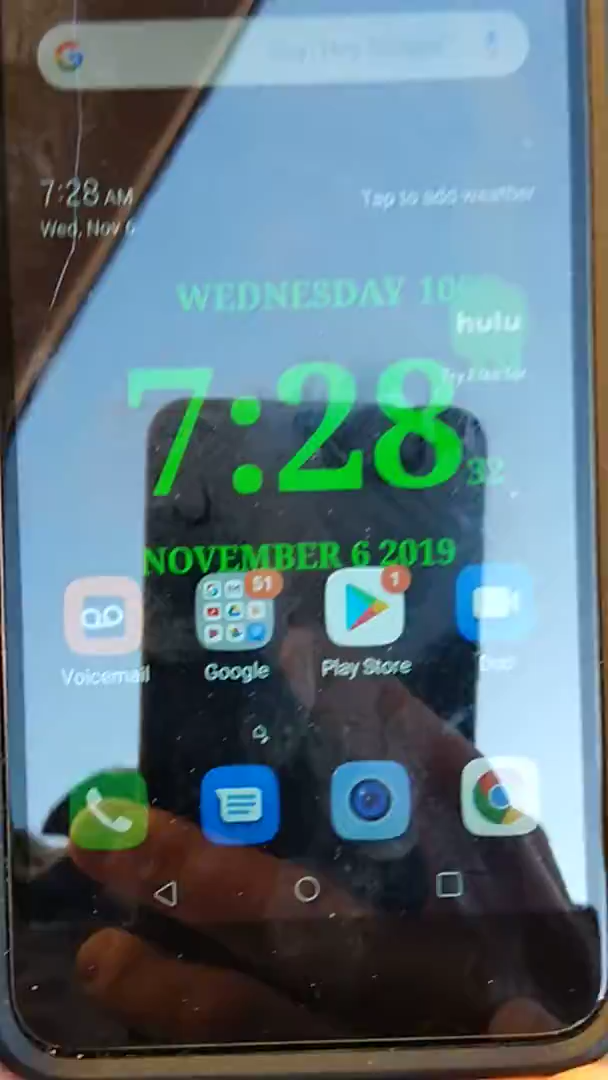 7:28 AM
Tap to add weather
Wed, Nov 6
WEDNESDAY
hulu
7:28
32
NOVEMBER 6 2019
51
1
Voicemail
Google
Play Store
Duo